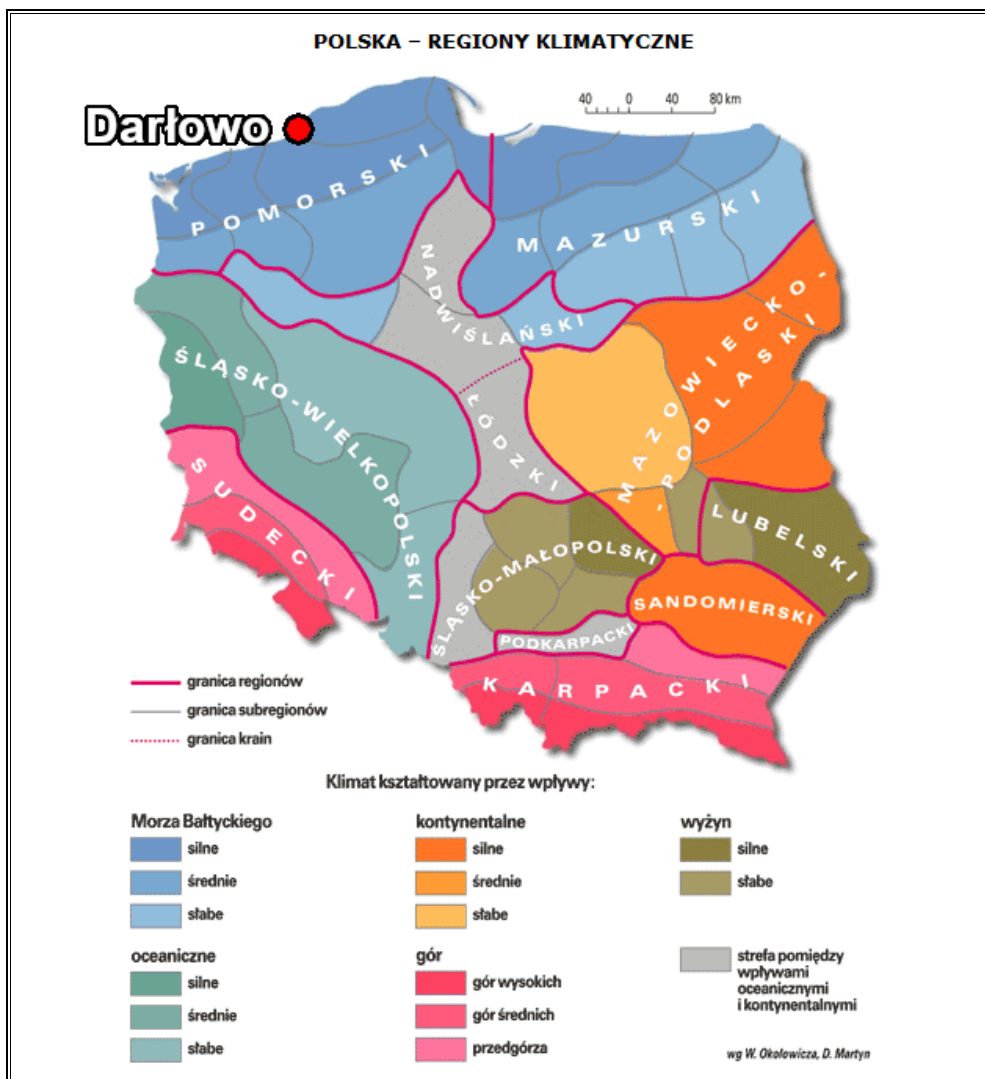 POLSKA – REGIONY KLIMATYCZNE
40 0 40 80 km
Darłowo
POMORSKI
MAZURSKI
NADWIŚLAŃSKI
MAZOWIECKO-
-PODLASKI
ŚLĄSKO-WIELKOPOLSKI
ŁÓDZKI
SUDECKI
LUBELSKI
ŚLĄSKO-MAŁOPOLSKI
SANDOMIERSKI
PODKARPACKI
KARPACKI
granica regionów
granica subregionów
granica krain
Klimat kształtowany przez wpływy:
Morza Bałtyckiego
silne
średnie
słabe
kontynentalne
silne
średnie
słabe
wyżyn
silne
słabe
oceaniczne
silne
średnie
słabe
gór
gór wysokich
gór średnich
przedgórza
strefa pomiędzy
wpływami
oceanicznymi
i kontynentalnymi
wg W. Okołowicza, D. Martyn